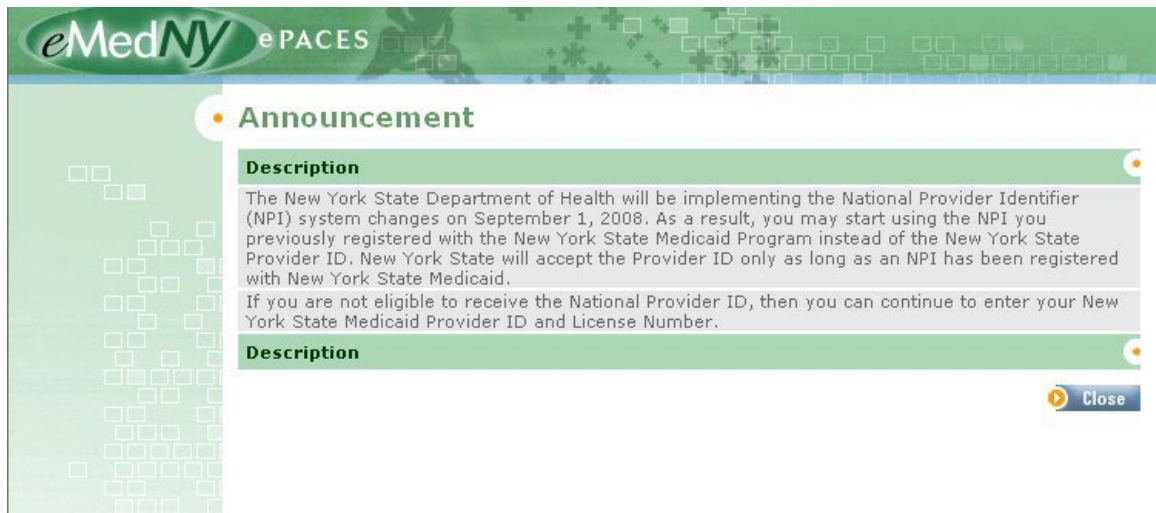 eMedNY ePACES
Announcement
Description
The New York State Department of Health will be implementing the National Provider Identifier
(NPI) system changes on September 1, 2008. As a result, you may start using the NPI you
previously registered with the New York State Medicaid Program instead of the New York State
Provider ID. New York State will accept the Provider ID only as long as an NPI has been registered
with New York State Medicaid.
If you are not eligible to receive the National Provider ID, then you can continue to enter your New
York State Medicaid Provider ID and License Number.
Description
Close